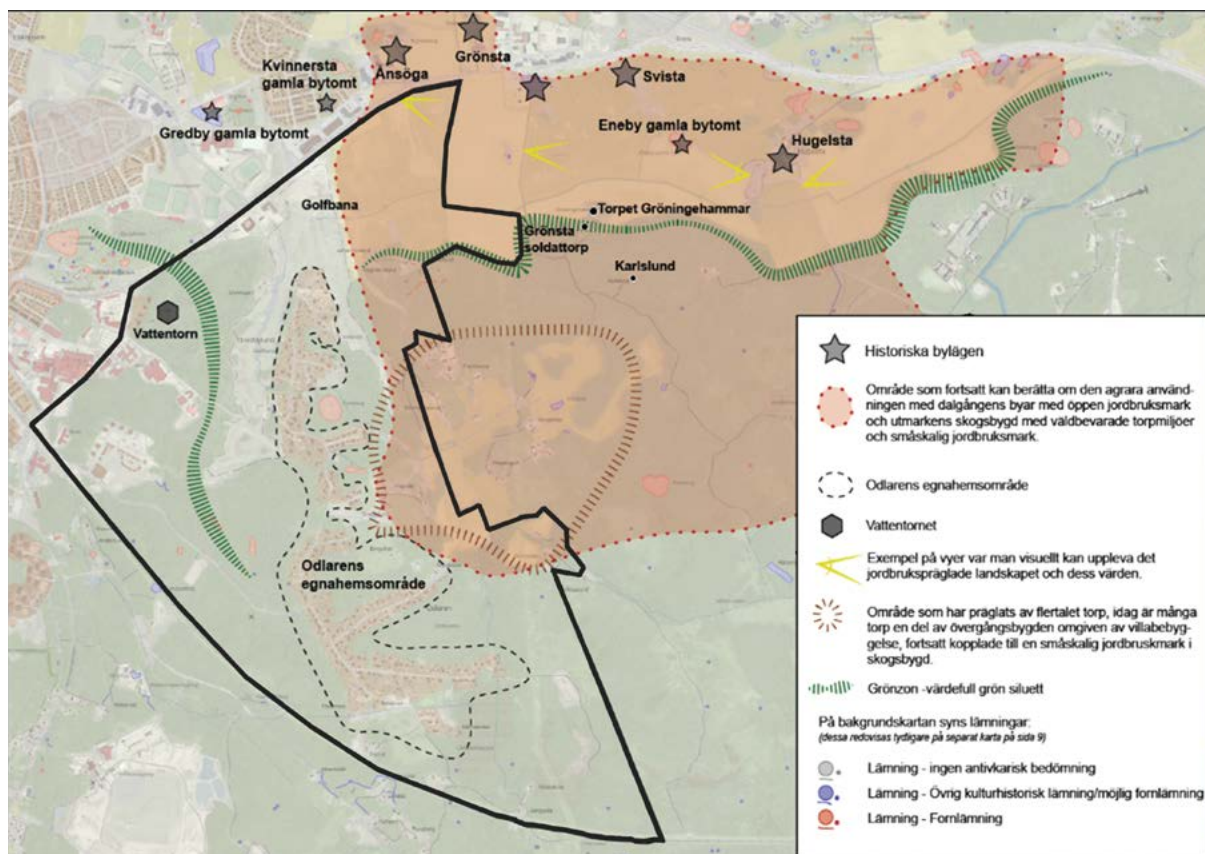 Grönsta
Kvinnersta
gamla bytomt
Ånsöga
Svista
Gredby gamla bytomt
Eneby gamla bytomt
Hugelsta
Golfbana
Torpet Gröningehammar
Grönsta
soldattorp
Karlslund
Vattentorn
Odlarens
egnahemsområde
Historiska bylägen
Område som fortsatt kan berätta om den agrara använd-
ningen med dalgångens byar med öppen jordbruksmark
och utmarkens skogsbygd med välbevarade torpmiljöer
och småskalig jordbruksmark.
Odlarens egnahemsområde
Vattentornet
Exempel på vyer var man visuellt kan uppleva det
jordbrukspräglade landskapet och dess värden.
Område som har präglats av flertalet torp, idag är många
torp en del av övergångsbygden omgiven av villabebyg-
gelse, fortsatt kopplade till en småskalig jordbruskmark i
skogsbygd.
Grönzon -värdefull grön siluett
På bakgrundskartan syns lämningar:
(dessa redovisas tydligare på separat karta på sida 9)
Lämning - ingen antivkarisk bedömning
Lämning - Övrig kulturhistorisk lämning/möjlig fornlämning
Lämning - Fornlämning